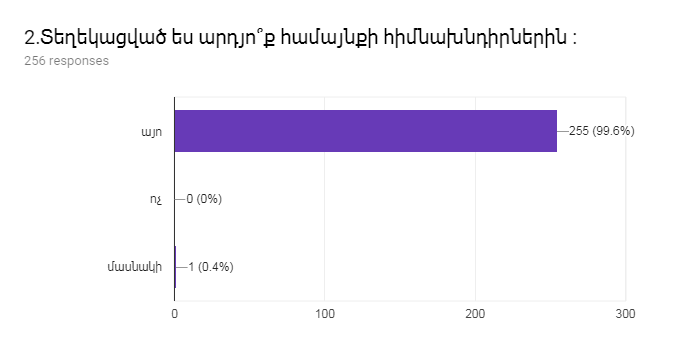 2.Տեղեկացված ես արդյո՞ք համայնքի հիմնախնդիրներին :
256 responses
այո
255 (99.6%)
ոչ
0 (0%)
մասնակի
1 (0.4%)
0 100 200 300